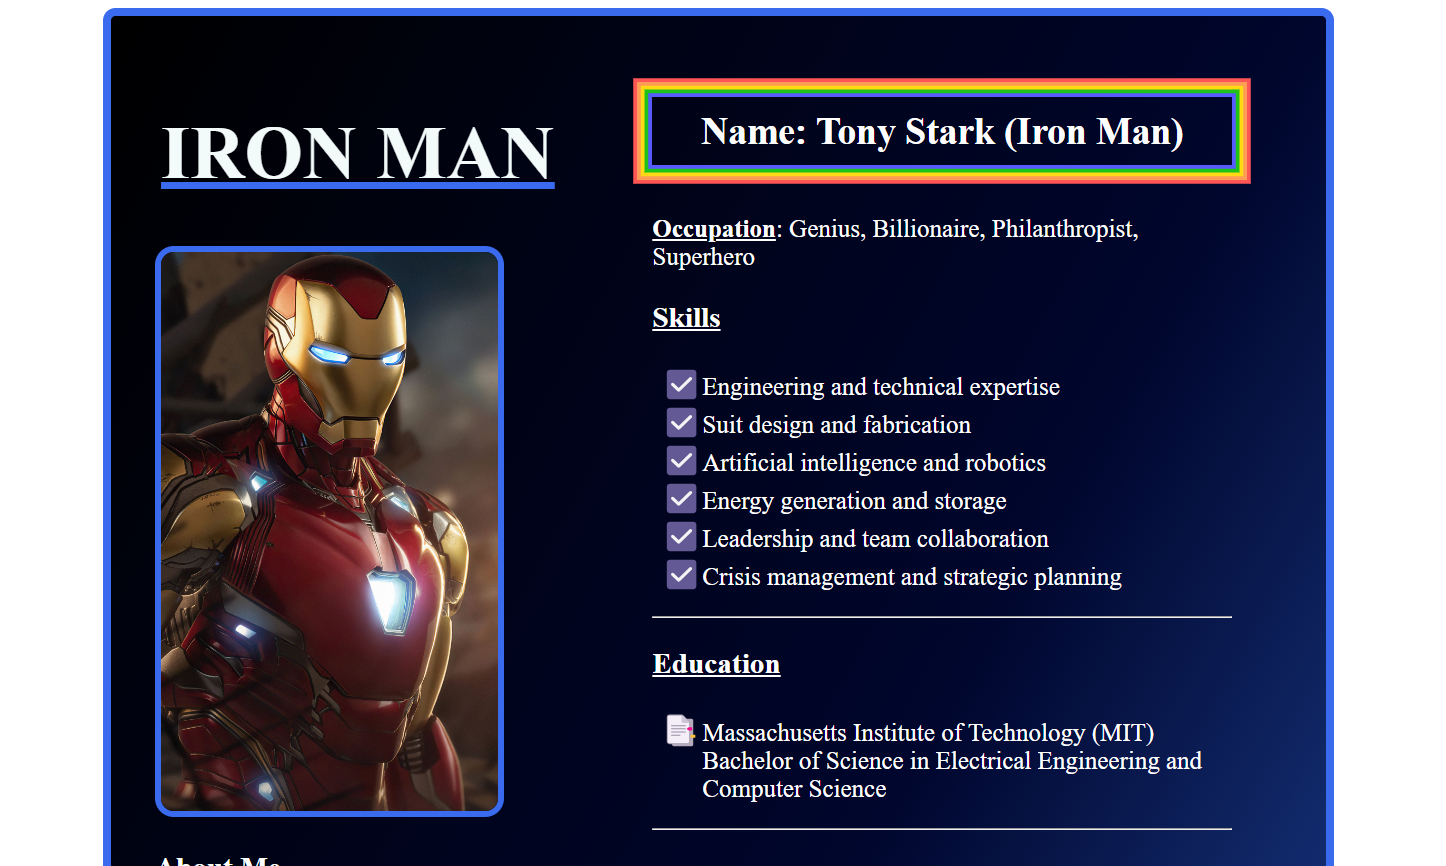 IRON MAN
Name: Tony Stark (Iron Man)
Occupation: Genius, Billionaire, Philanthropist,
Superhero
Skills
Engineering and technical expertise
Suit design and fabrication
Artificial intelligence and robotics
Energy generation and storage
Leadership and team collaboration
Crisis management and strategic planning
Education
Massachusetts Institute of Technology (MIT)
Bachelor of Science in Electrical Engineering and
Computer Science
About Me